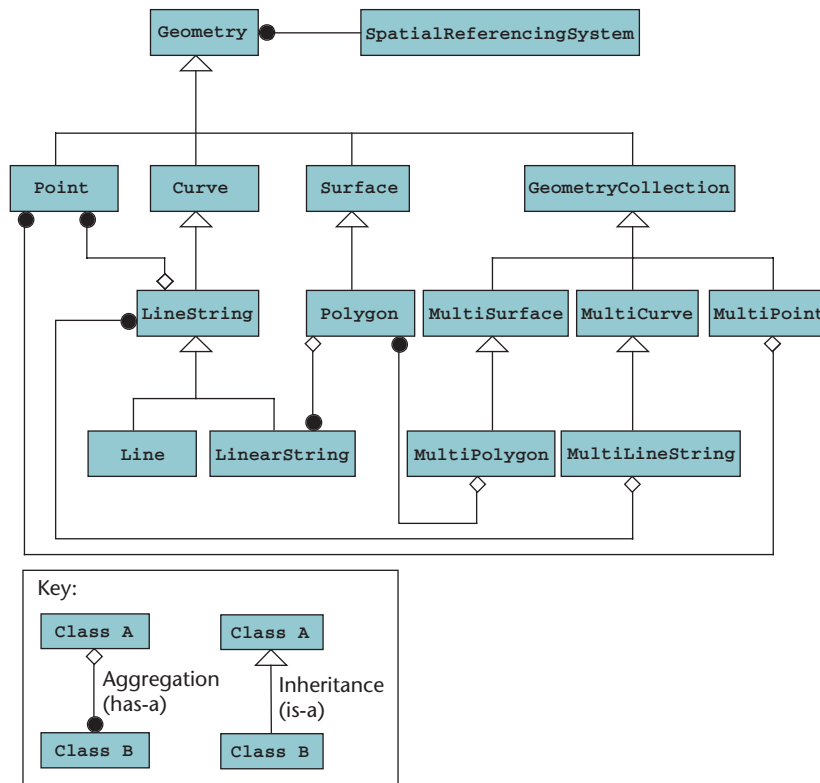 Geometry
SpatialReferencingSystem
Point
Curve
Surface
GeometryCollection
LineString
Polygon
MultiSurface
MultiCurve
MultiPoint
Line
LinearString
MultiPolygon
MultiLineString
Key:
Class A
Class A
Aggregation
(has-a)
Inheritance
(is-a)
Class B
Class B